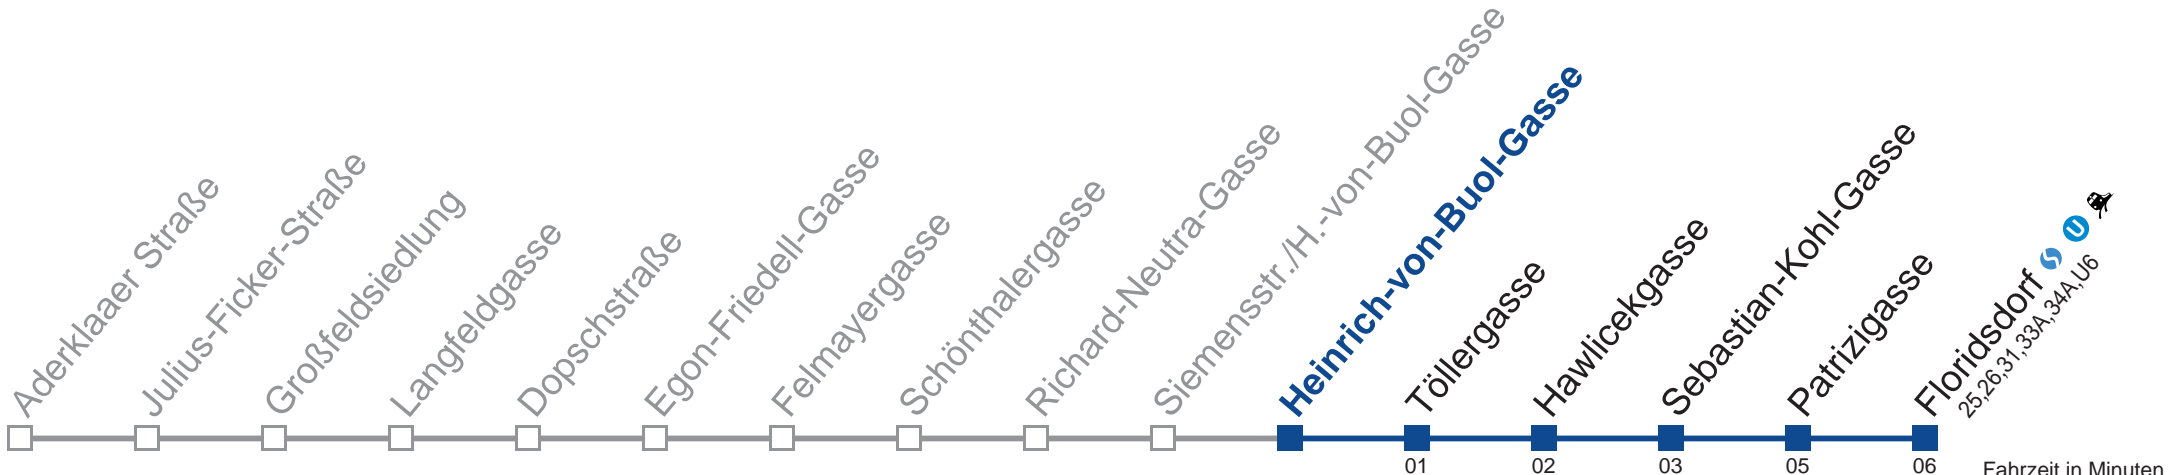 Aderklaaer Straße
Julius-Ficker-Straße
Großfeldsiedlung
Langfeldgasse
Dopschstraße
Egon-Friedell-Gasse
Felmayergasse
Schönthalergasse
Richard-Neutra-Gasse
Siemensstr./H.-von-Buol-Gasse
Heinrich-von-Buol-Gasse
Töllergasse
Hawlicekgasse
Sebastian-Kohl-Gasse
Patrizigasse
Floridsdorf S U
25,26,31,33A,34A,U6
01 02 03 05 06 Fahrzeit in Minuten